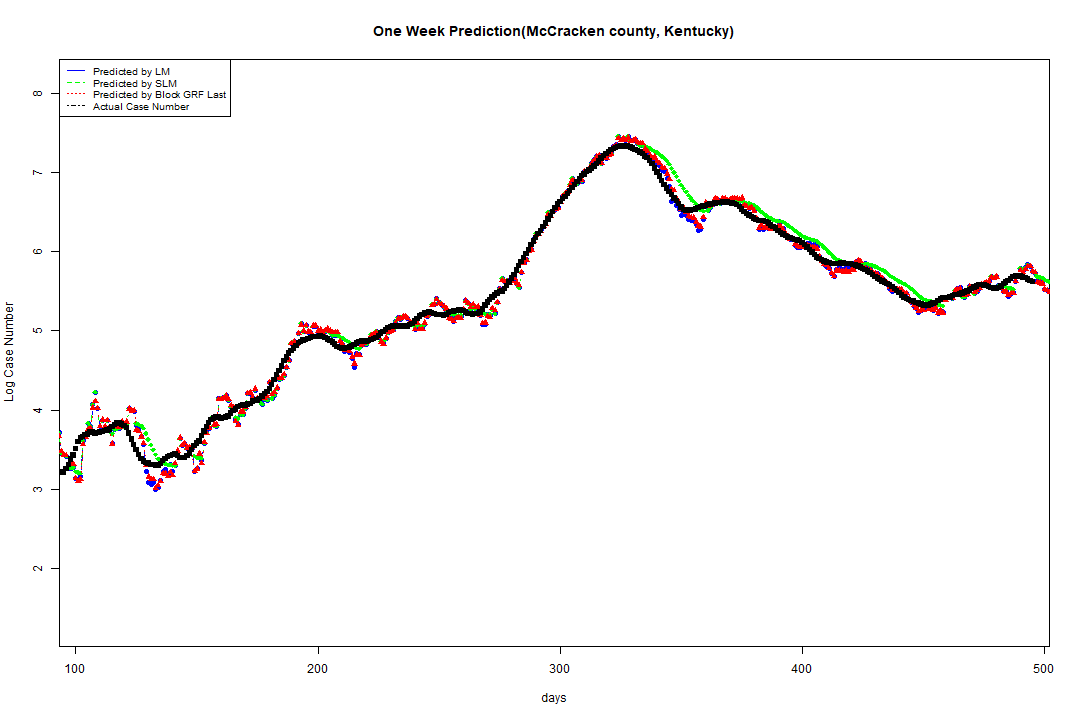 One Week Prediction(McCracken county, Kentucky)
Predicted by LM
Predicted by SLM
Predicted by Block GRF Last
Actual Case Number
Log Case Number
8
7
6
5
4
3
2
100 200 300 400 500
days